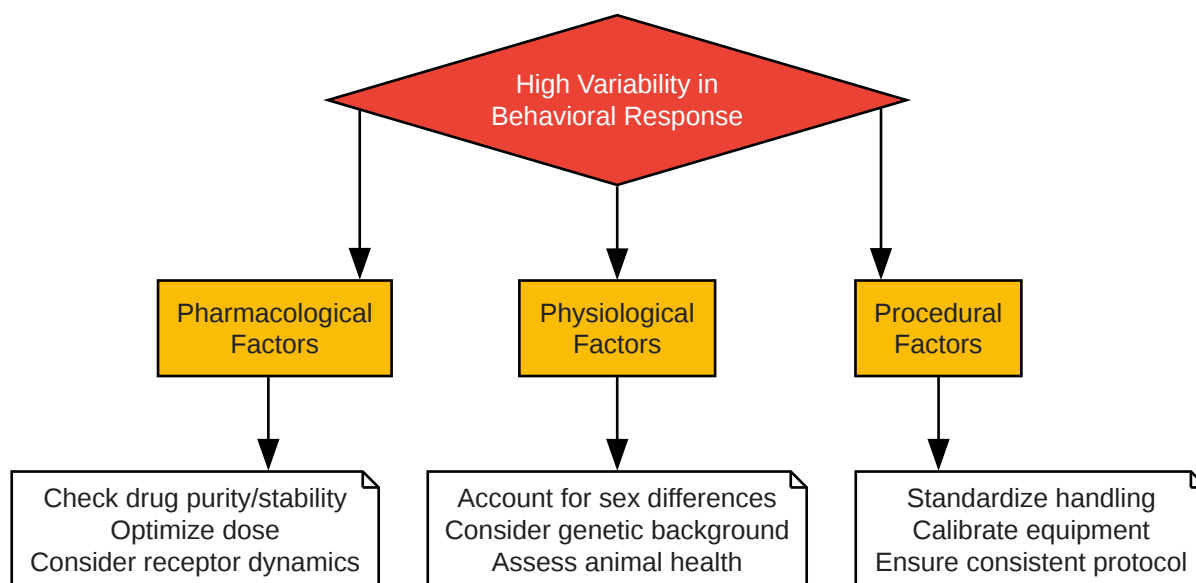 High Variability in
Behavioral Response
Pharmacological
Factors
Physiological
Factors
Procedural
Factors
Check drug purity/stability
Optimize dose
Consider receptor dynamics
Account for sex differences
Consider genetic background
Assess animal health
Standardize handling
Calibrate equipment
Ensure consistent protocol